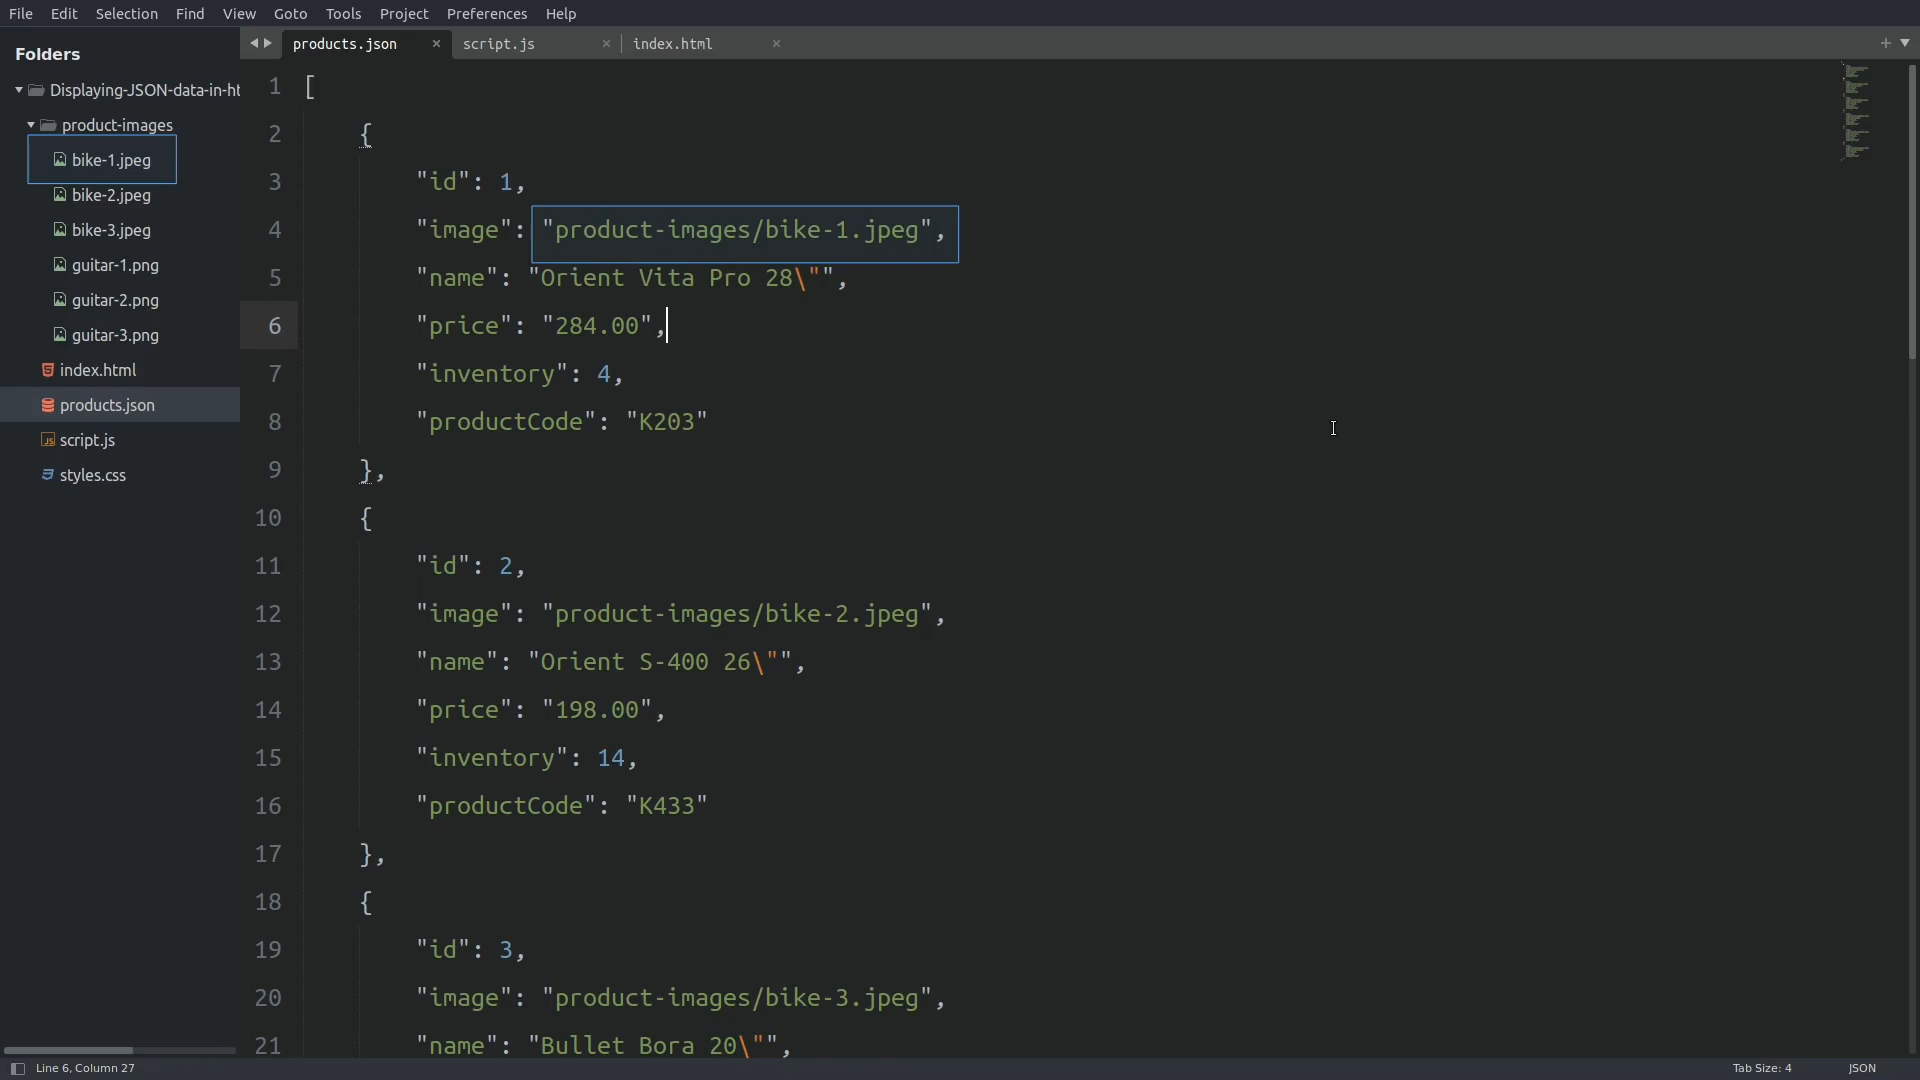 File Edit Selection Find View Goto Tools Project Preferences Help
Folders
Displaying-JSON-data-in-ht
product-images
bike-1.jpeg
bike-2.jpeg
bike-3.jpeg
guitar-1.png
guitar-2.png
guitar-3.png
index.html
products.json
script.js
styles.css
products.json × script.js × index.html ×
1 [
2 {
3 "id": 1,
4 "image": "product-images/bike-1.jpeg",
5 "name": "Orient Vita Pro 28\"",
6 "price": "284.00",
7 "inventory": 4,
8 "productCode": "K203"
9 },
10 {
11 "id": 2,
12 "image": "product-images/bike-2.jpeg",
13 "name": "Orient S-400 26\"",
14 "price": "198.00",
15 "inventory": 14,
16 "productCode": "K433"
17 },
18 {
19 "id": 3,
20 "image": "product-images/bike-3.jpeg",
21 "name": "Bullet Bora 20\"",
Line 6, Column 27 Tab Size: 4 JSON